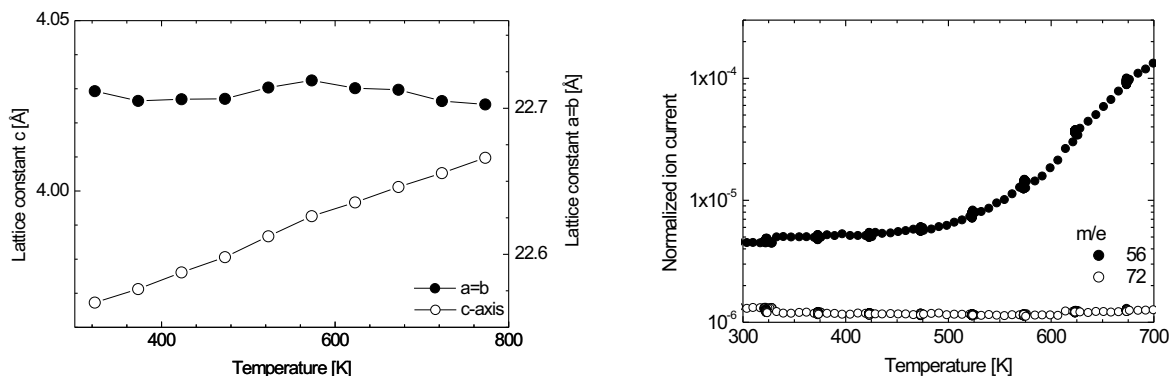 4.05
4.00
Lattice constant c [Å]
22.7
22.6
Lattice constant a=b [Å]
a=b
c-axis
400
600
800
Temperature [K]
1x10-4
1x10-5
10-6
Normalized ion current
m/e
56
72
300
400
500
600
700
Temperature [K]